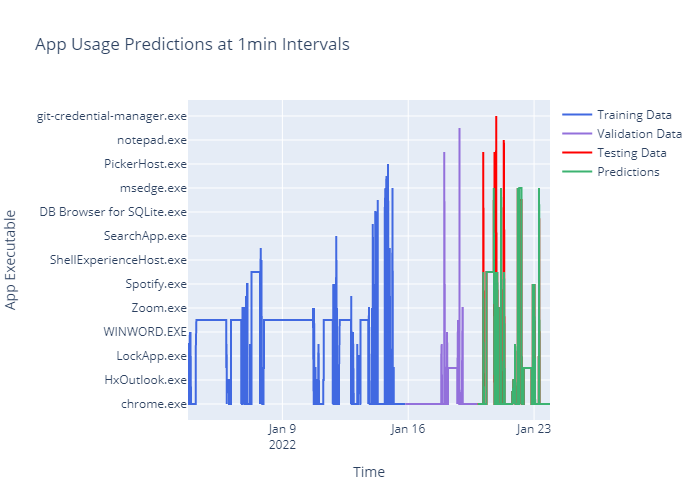 App Usage Predictions at 1min Intervals
git-credential-manager.exe
notepad.exe
PickerHost.exe
msedge.exe
DB Browser for SQLite.exe
SearchApp.exe
ShellExperienceHost.exe
Spotify.exe
Zoom.exe
WINWORD.EXE
LockApp.exe
HxOutlook.exe
chrome.exe
App Executable
Jan 9
2022
Jan 16
Jan 23
Time
Training Data
Validation Data
Testing Data
Predictions